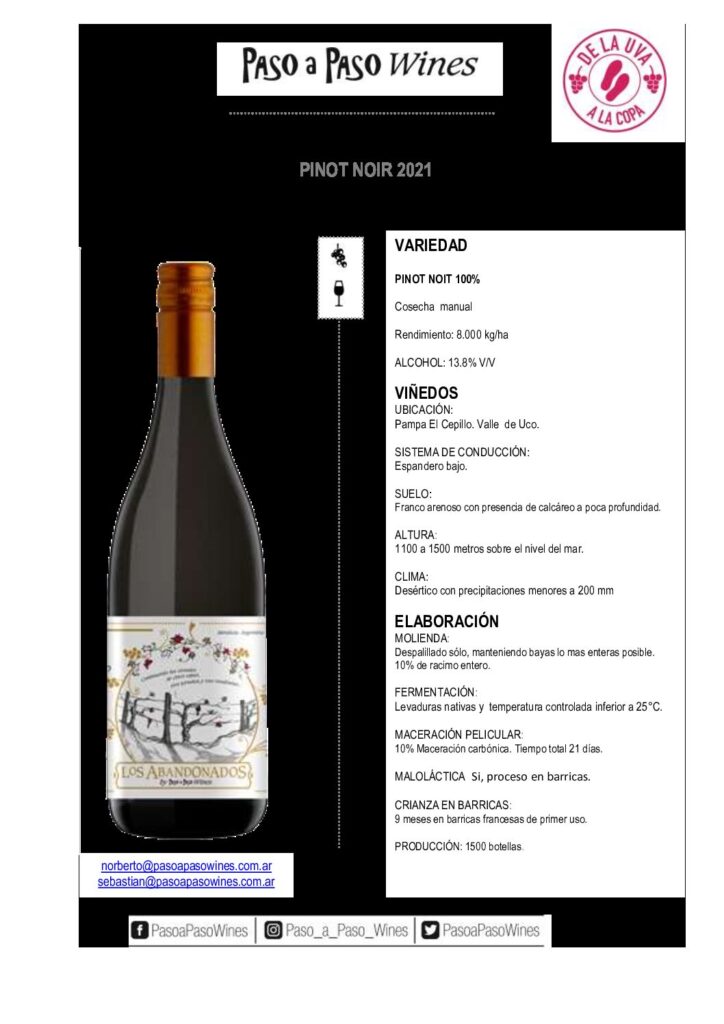 PASO a PASO Wines
DE LA UVA
A LA COPA
PINOT NOIR 2021
VARIEDAD
PINOT NOIT 100%
Cosecha manual
Rendimiento: 8.000 kg/ha
ALCOHOL: 13.8% V/V
VIÑEDOS
UBICACIÓN:
Pampa El Cepillo. Valle de Uco.
SISTEMA DE CONDUCCIÓN:
Espandero bajo.
SUELO:
Franco arenoso con presencia de calcáreo a poca profundidad.
ALTURA:
1100 a 1500 metros sobre el nivel del mar.
CLIMA:
Desértico con precipitaciones menores a 200 mm
ELABORACIÓN
MOLIENDA:
Despalillado sólo, manteniendo bayas lo mas enteras posible.
10% de racimo entero.
FERMENTACIÓN:
Levaduras nativas y temperatura controlada inferior a 25°C.
MACERACIÓN PELICULAR:
10% Maceración carbónica. Tiempo total 21 días.
MALOLÁCTICA Si, proceso en barricas.
CRIANZA EN BARRICAS:
9 meses en barricas francesas de primer uso.
PRODUCCIÓN: 1500 botellas.
LOS ABANDONADOS
by PASO a PASO Wines
norberto@pasoapasowines.com.ar
sebastian@pasoapasowines.com.ar
PasoaPasoWines
Paso_a_Paso_Wines
PasoaPasoWines